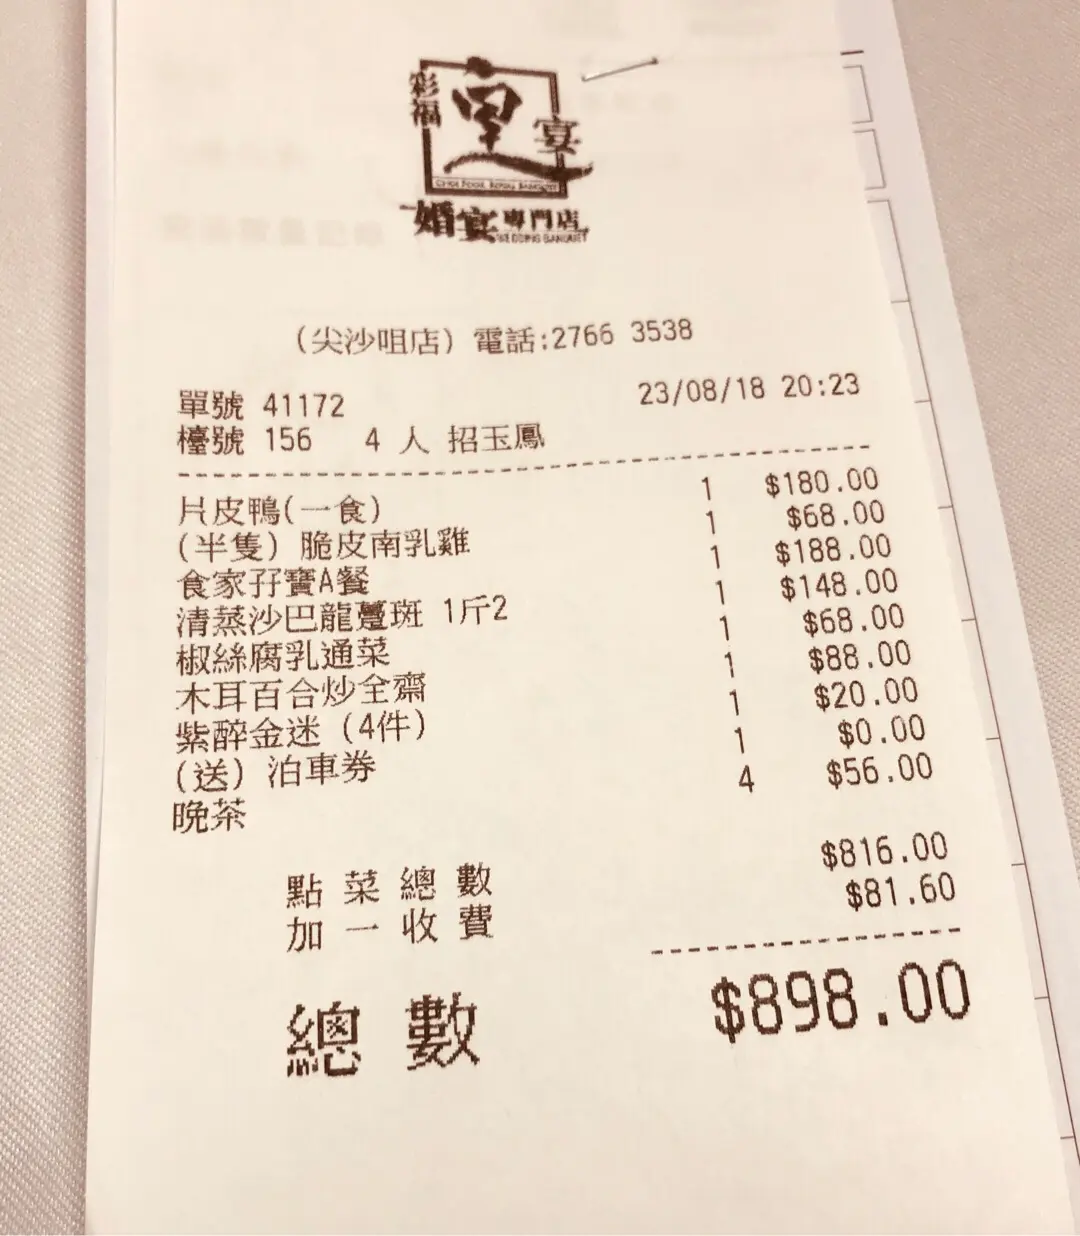 彩福
皇
宴
婚宴專門店
WEDDING BANQUET
(尖沙咀店) 電話:2766 3538
單號 41172 23/08/18 20:23
檯號 156 4 人 招玉鳳
片皮鴨(一食) 1 $180.00
(半隻) 脆皮南乳雞 1 $68.00
食家孖寶A餐 1 $188.00
清蒸沙巴龍躉斑 1斤2 1 $148.00
椒絲腐乳通菜 1 $68.00
木耳百合炒全齋 1 $88.00
紫醉金迷 (4件) 1 $20.00
(送) 泊車券 1 $0.00
晚茶 4 $56.00
點菜總數 $816.00
加一收費 $81.60
總數 $898.00